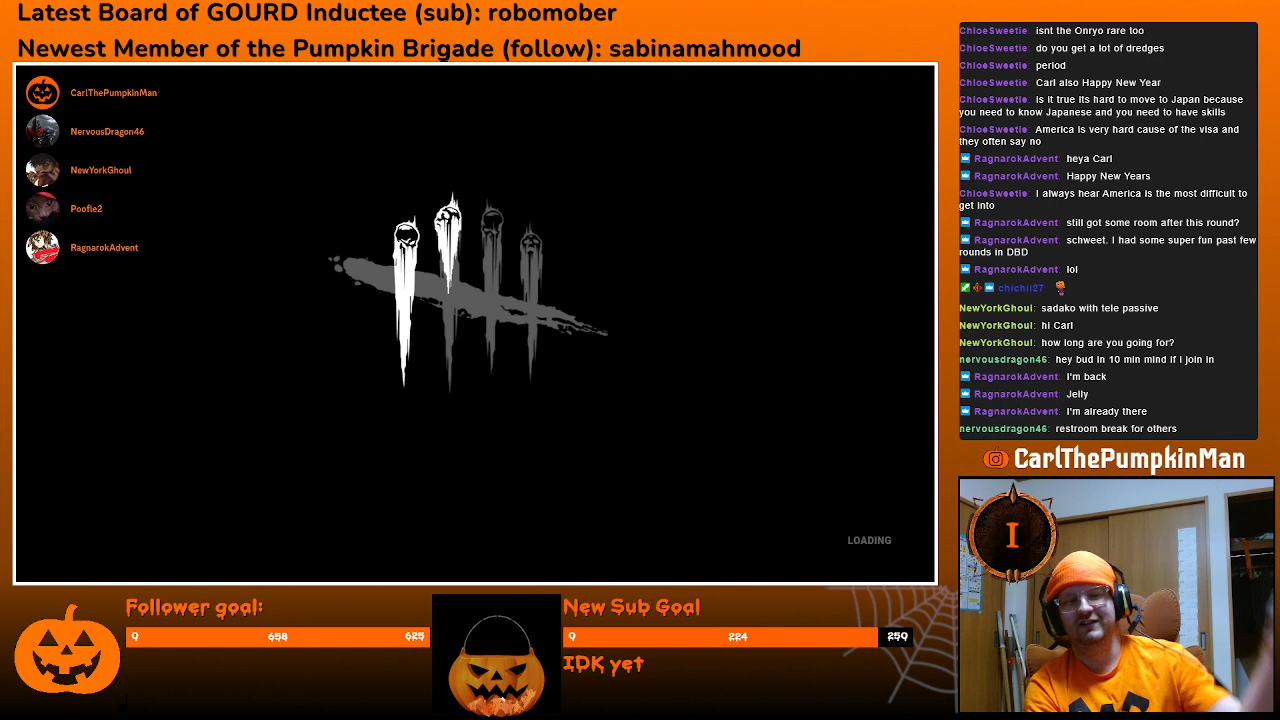 Latest Board of GOURD Inductee (sub): robomober
Newest Member of the Pumpkin Brigade (follow): sabinamahmood
CarlThePumpkinMan
NervousDragon46
NewYorkGhoul
Poofie2
RagnarokAdvent
LOADING
ChloeSweetie: isnt the Onryo rare too
ChloeSweetie: do you get a lot of dredges
ChloeSweetie: period
ChloeSweetie: Carl also Happy New Year
ChloeSweetie: Is it true Its hard to move to Japan because
you need to know Japanese and you need to have skills
ChloeSweetie: America is very hard cause of the visa and
they often say no
RagnarokAdvent: heya Carl
RagnarokAdvent: Happy New Years
ChloeSweetie: I always hear America is the most difficult to
get into
RagnarokAdvent: still got some room after this round?
RagnarokAdvent: schweet. I had some super fun past few
rounds in DBD
RagnarokAdvent: lol
chichii27:
NewYorkGhoul: sadako with tele passive
NewYorkGhoul: hi Carl
NewYorkGhoul: how long are you going for?
nervousdragon46: hey bud in 10 min mind if I join in
RagnarokAdvent: I'm back
RagnarokAdvent: Jelly
RagnarokAdvent: I'm already there
nervousdragon46: restroom break for others
CarlThePumpkinMan
I
Follower goal:
0 658 625
New Sub Goal
0 224 250
IDK yet